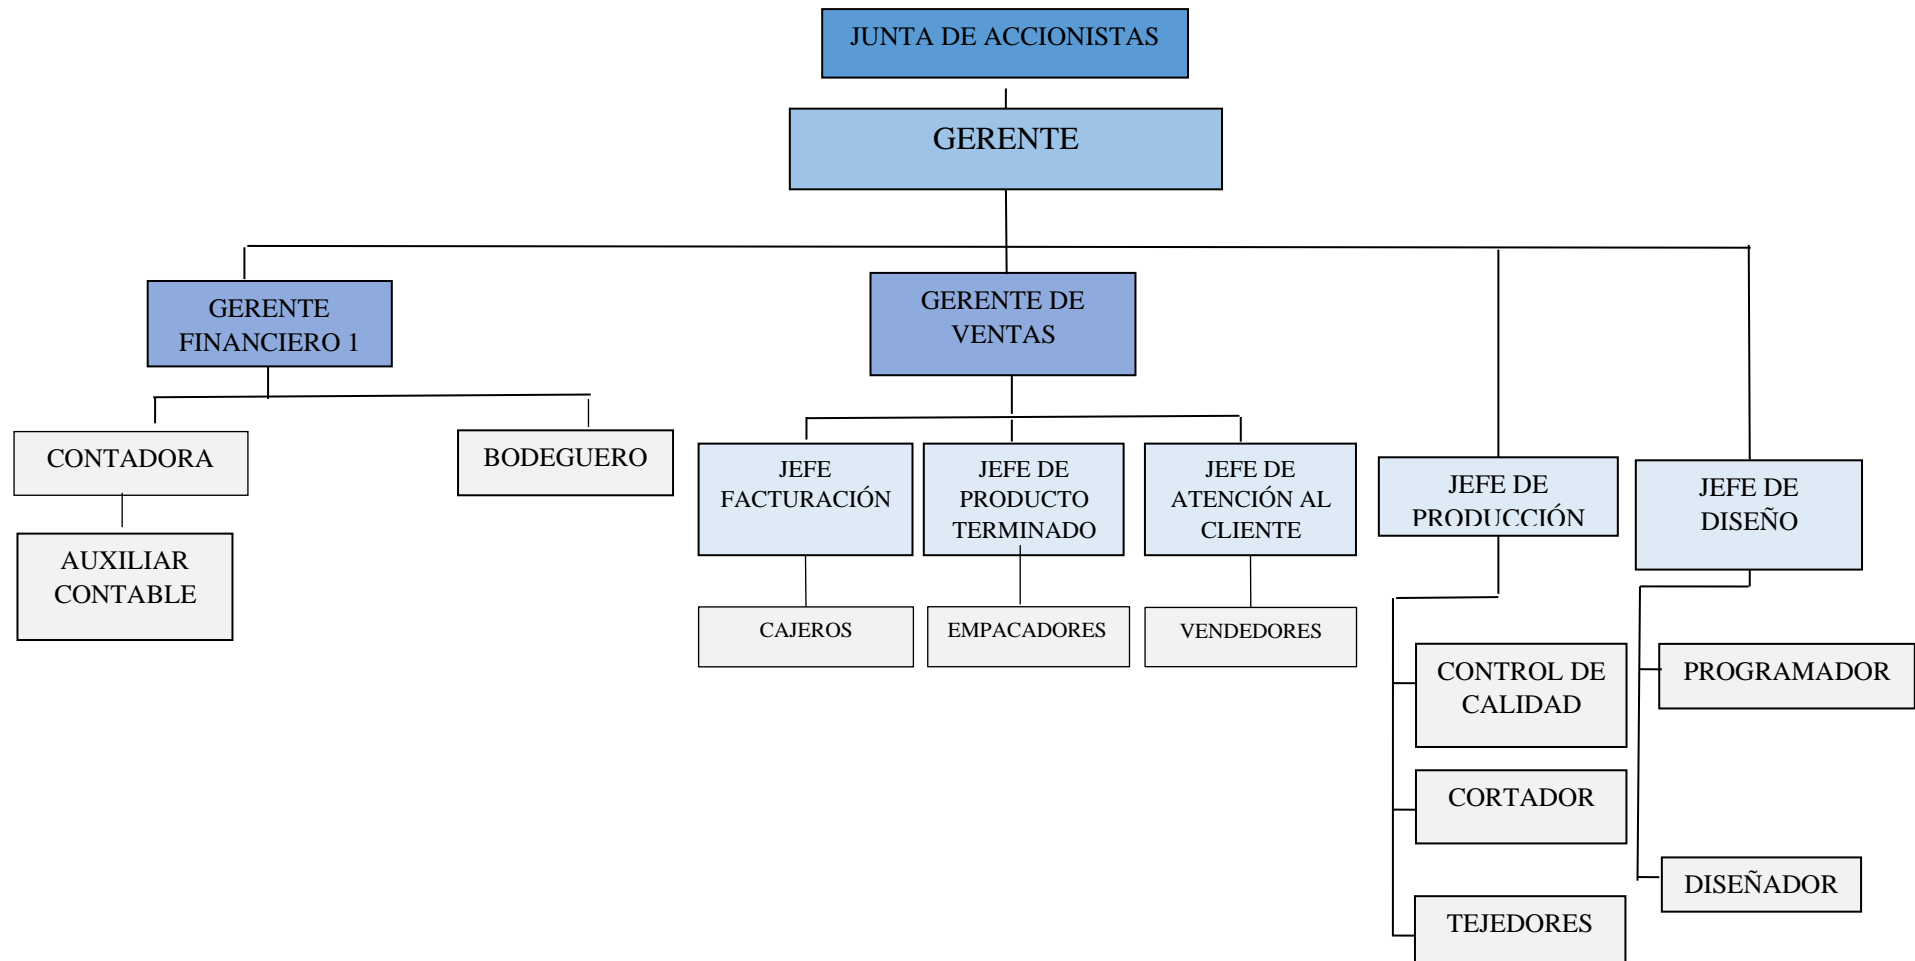 JUNTA DE ACCIONISTAS
GERENTE
GERENTE
FINANCIERO 1
GERENTE DE
VENTAS
CONTADORA
BODEGUERO
JEFE
FACTURACIÓN
JEFE DE
PRODUCTO
TERMINADO
JEFE DE
ATENCIÓN AL
CLIENTE
JEFE DE
PRODUCCIÓN
JEFE DE
DISEÑO
AUXILIAR
CONTABLE
CAJEROS
EMPACADORES
VENDEDORES
CONTROL DE
CALIDAD
PROGRAMADOR
CORTADOR
DISEÑADOR
TEJEDORES